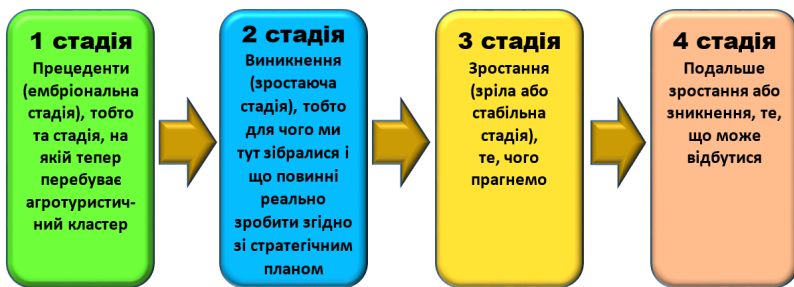 1 стадія
Прецеденти
(ембріональна
стадія), тобто
та стадія, на
якій тепер
перебуває
агротуристич-
ний кластер
2 стадія
Виникнення
(зростаюча
стадія), тобто
для чого ми
тут зібралися і
що повинні
реально
зробити згідно
зі стратегічним
планом
3 стадія
Зростання
(зріла або
стабільна
стадія),
те, чого
прагнемо
4 стадія
Подальше
зростання або
зникнення, те,
що може
відбутися